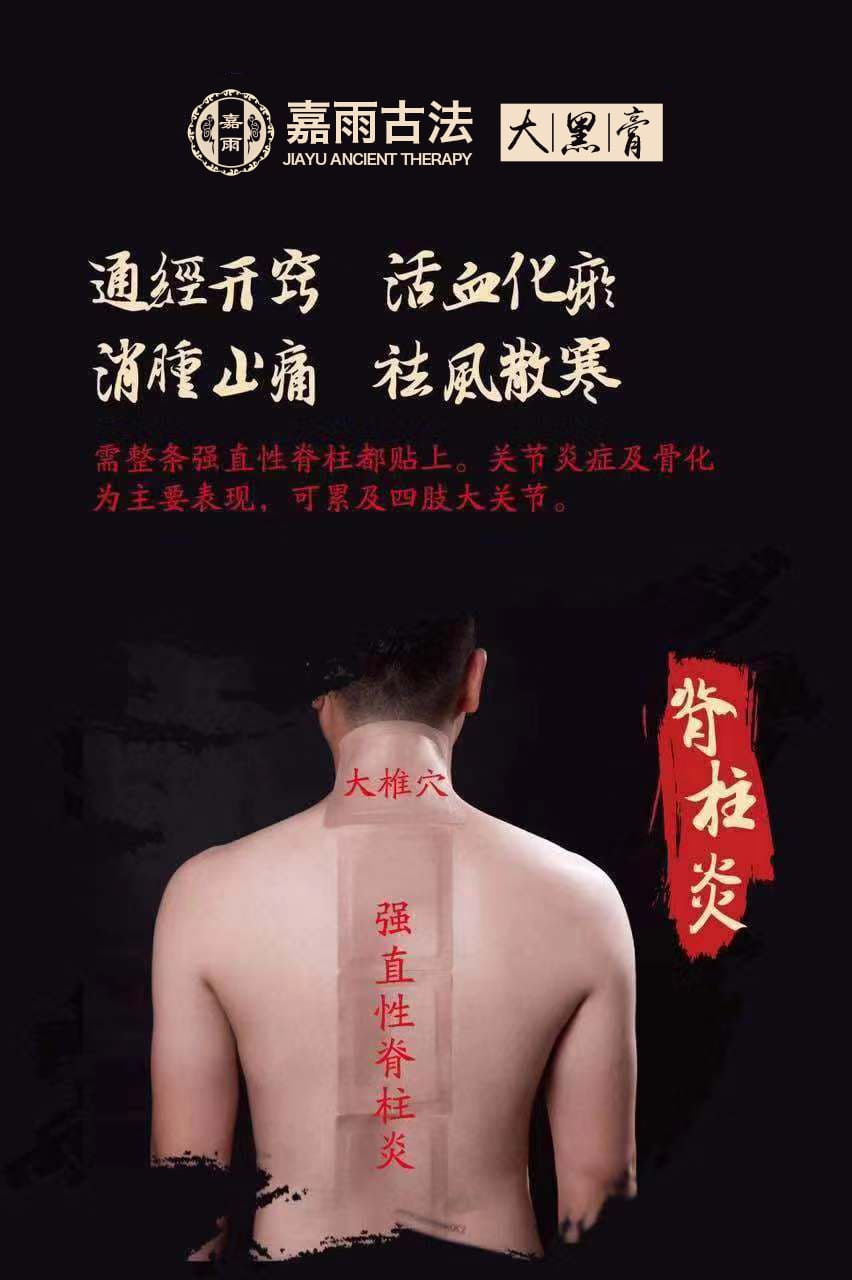 嘉雨
嘉雨古法
JIAYU ANCIENT THERAPY
大黑膏
通經开窍 活血化瘀
消腫止痛 祛風散寒
需整条强直性脊柱都贴上。关节炎症及骨化
为主要表现，可累及四肢大关节。
脊柱炎
大椎穴
强直性脊柱炎